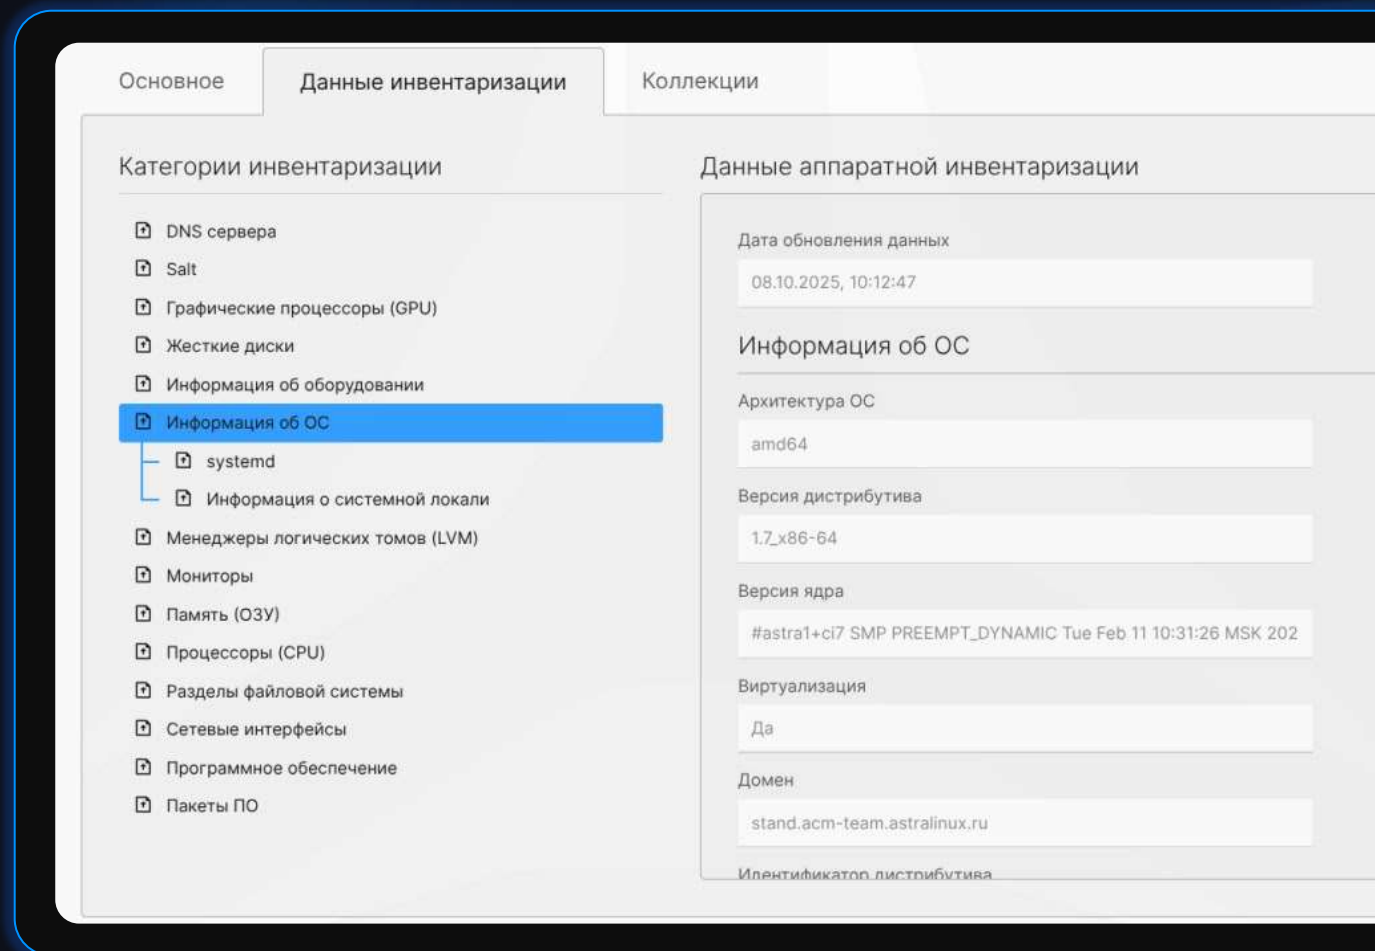 Основное
Данные инвентаризации
Коллекции
Категории инвентаризации
DNS сервера
Salt
Графические процессоры (GPU)
Жесткие диски
Информация об оборудовании
Информация об ОС
systemd
Информация о системной локали
Менеджеры логических томов (LVM)
Мониторы
Память (ОЗУ)
Процессоры (CPU)
Разделы файловой системы
Сетевые интерфейсы
Программное обеспечение
Пакеты ПО
Данные аппаратной инвентаризации
Дата обновления данных
08.10.2025, 10:12:47
Информация об ОС
Архитектура ОС
amd64
Версия дистрибутива
1.7_x86-64
Версия ядра
#astra1+ci7 SMP PREEMPT_DYNAMIC Tue Feb 11 10:31:26 MSK 202
Виртуализация
Да
Домен
stand.acm-team.astralinux.ru
Идентификатор дистрибутива